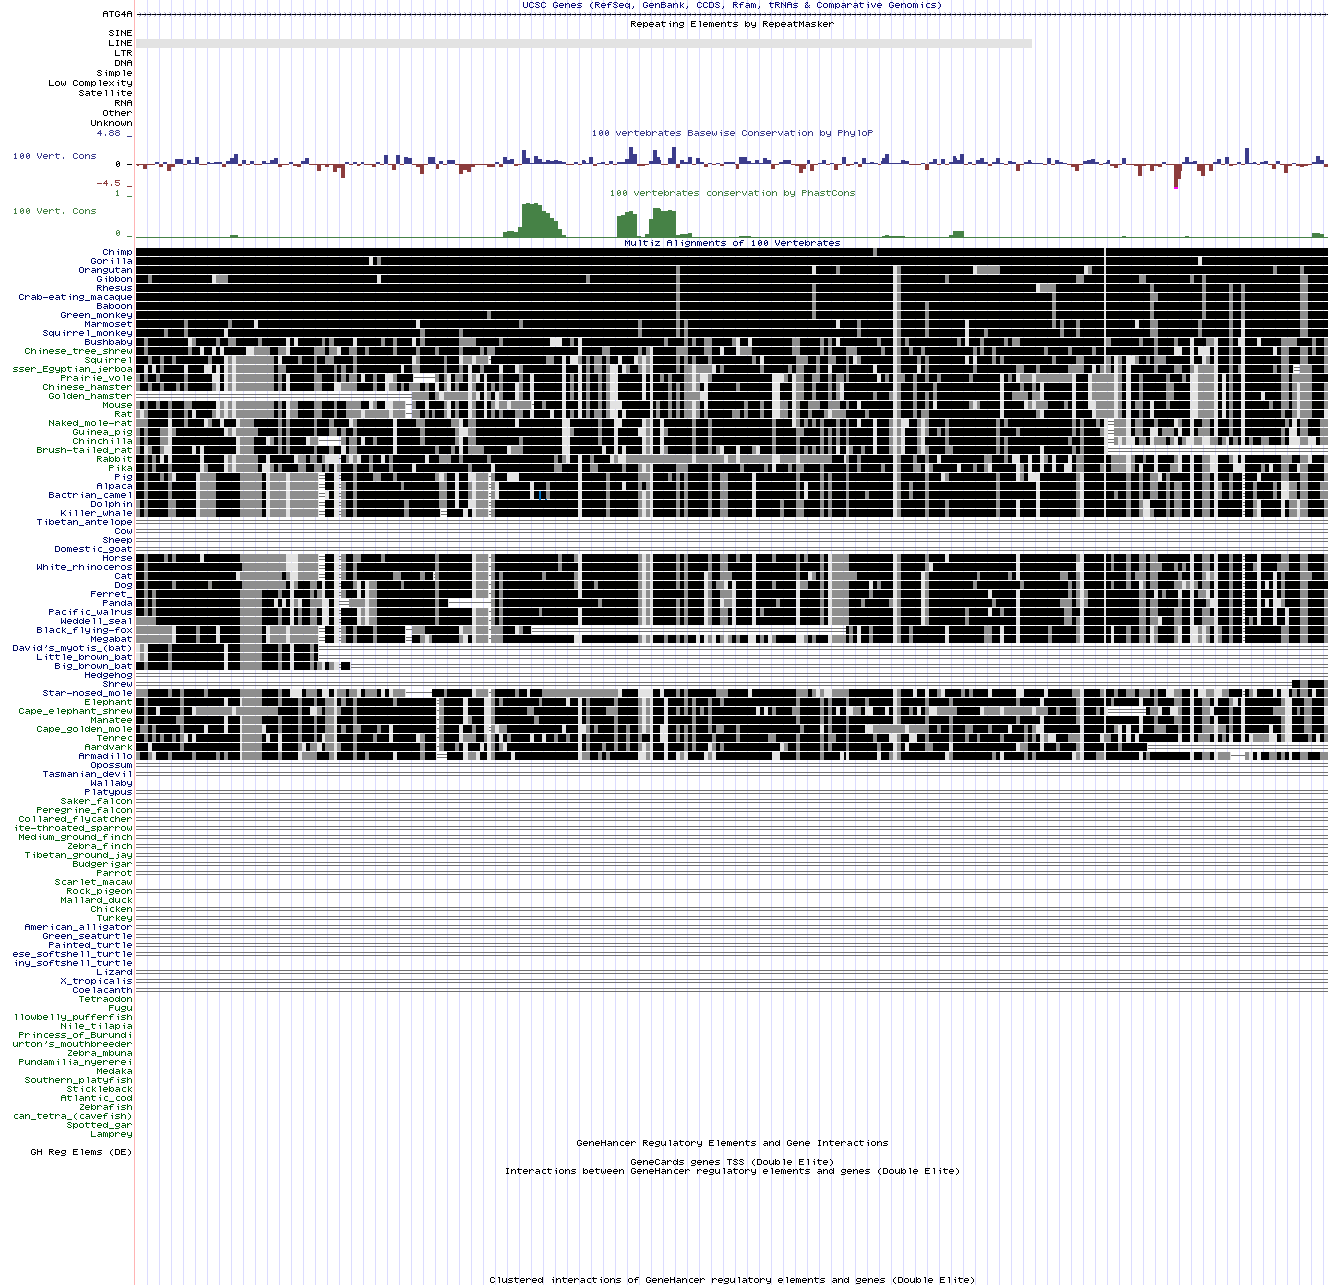 UCSC Genes (RefSeq, GenBank, CCDS, Rfam, tRNAs & Comparative Genomics)
ATG4A
Repeating Elements by RepeatMasker
SINE
LINE
LTR
DNA
Simple
Low Complexity
Satellite
RNA
Other
Unknown
4.88 _
100 vertebrates Basewise Conservation by PhyloP
100 Vert. Cons
0 -
-4.5 _
1 _
100 vertebrates conservation by PhastCons
100 Vert. Cons
0 _
Multiz Alignments of 100 Vertebrates
Chimp
Gorilla
Orangutan
Gibbon
Rhesus
Crab-eating_macaque
Baboon
Green_monkey
Marmoset
Squirrel_monkey
Bushbaby
Chinese_tree_shrew
Squirrel
sser_Egyptian_jerboa
Prairie_vole
Chinese_hamster
Golden_hamster
Mouse
Rat
Naked_mole-rat
Guinea_pig
Chinchilla
Brush-tailed_rat
Rabbit
Pika
Pig
Alpaca
Bactrian_camel
Dolphin
Killer_whale
Tibetan_antelope
Cow
Sheep
Domestic_goat
Horse
White_rhinoceros
Cat
Dog
Ferret_
Panda
Pacific_walrus
Weddell_seal
Black_flying-fox
Megabat
David's_myotis_(bat)
Little_brown_bat
Big_brown_bat
Hedgehog
Shrew
Star-nosed_mole
Elephant
Cape_elephant_shrew
Manatee
Cape_golden_mole
Tenrec
Aardvark
Armadillo
Opossum
Tasmanian_devil
Wallaby
Platypus
Saker_falcon
Peregrine_falcon
Collared_flycatcher
ite-throated_sparrow
Medium_ground_finch
Zebra_finch
Tibetan_ground_jay
Budgerigar
Parrot
Scarlet_macaw
Rock_pigeon
Mallard_duck
Chicken
Turkey
American_alligator
Green_seaturtle
Painted_turtle
ese_softshell_turtle
iny_softshell_turtle
Lizard
X_tropicalis
Coelacanth
Tetraodon
Fugu
llowbelly_pufferfish
Nile_tilapia
Princess_of_Burundi
urton's_mouthbreeder
Zebra_mbuna
Pundamilia_nyererei
Medaka
Southern_platyfish
Stickleback
Atlantic_cod
Zebrafish
can_tetra_(cavefish)
Spotted_gar
Lamprey
GeneHancer Regulatory Elements and Gene Interactions
GH Reg Elems (DE)
GeneCards genes TSS (Double Elite)
Interactions between GeneHancer regulatory elements and genes (Double Elite)
Clustered interactions of GeneHancer regulatory elements and genes (Double Elite)